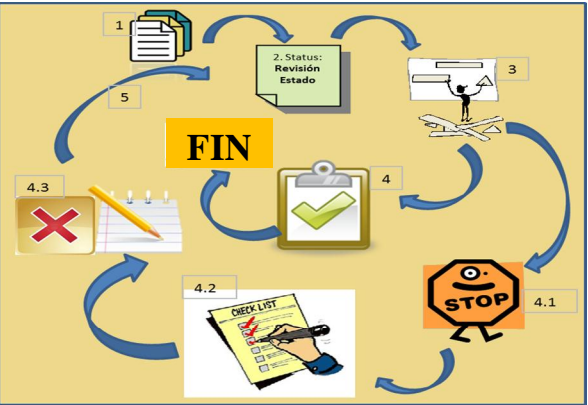 1
2. Status:
Revisión
Estado
3
5
FIN
4
4.3
4.2
CHECK LIST
STOP
4.1